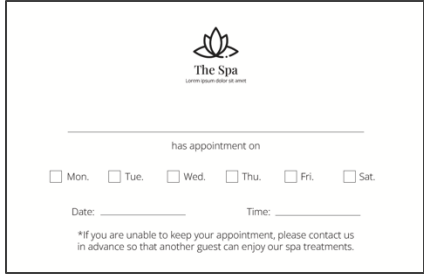 The Spa
Lorem ipsum dolor sit amet
has appointment on
Mon. Tue. Wed. Thu. Fri. Sat.
Date: Time:
*If you are unable to keep your appointment, please contact us
in advance so that another guest can enjoy our spa treatments.